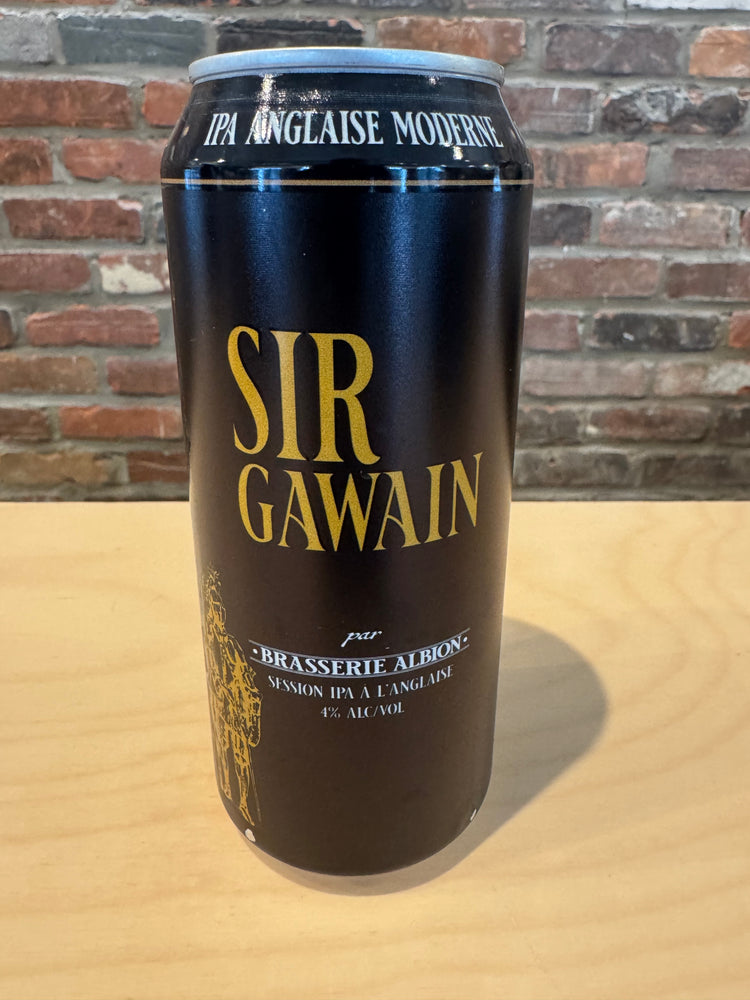 IPA ANGLAISE MODERNE
SIR
GAWAIN
par
• BRASSERIE ALBION •
SESSION IPA À L'ANGLAISE
4% ALC/VOL